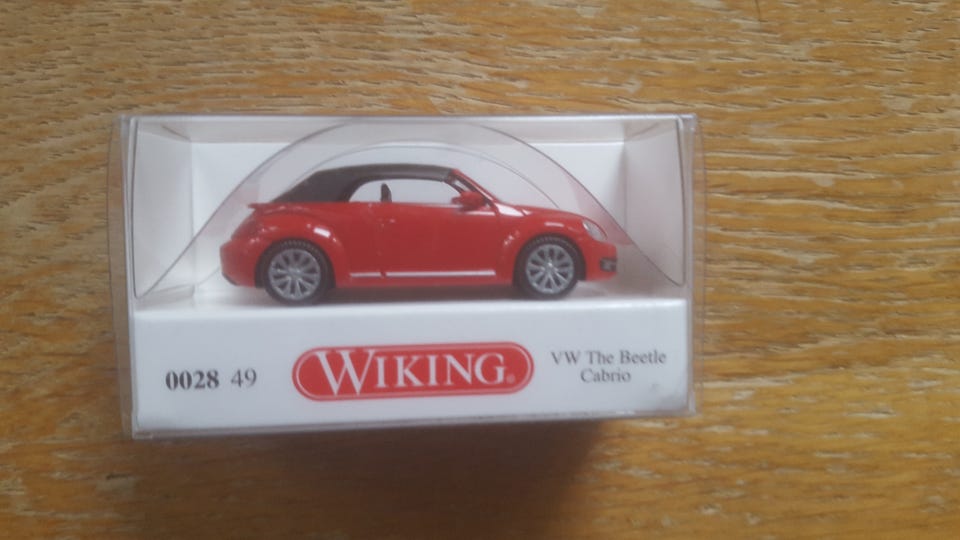 0028 49
WIKING®
VW The Beetle
Cabrio